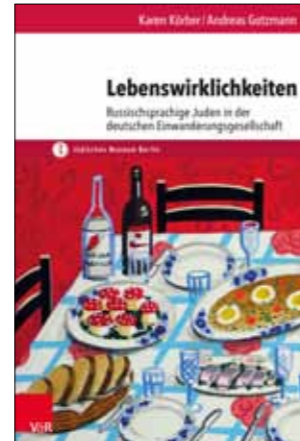 Karen Körber / Andreas Gotzmann
Lebenswirklichkeiten
Russischsprachige Juden in der
deutschen Einwanderungsgesellschaft
Jüdisches Museum Berlin
V&R